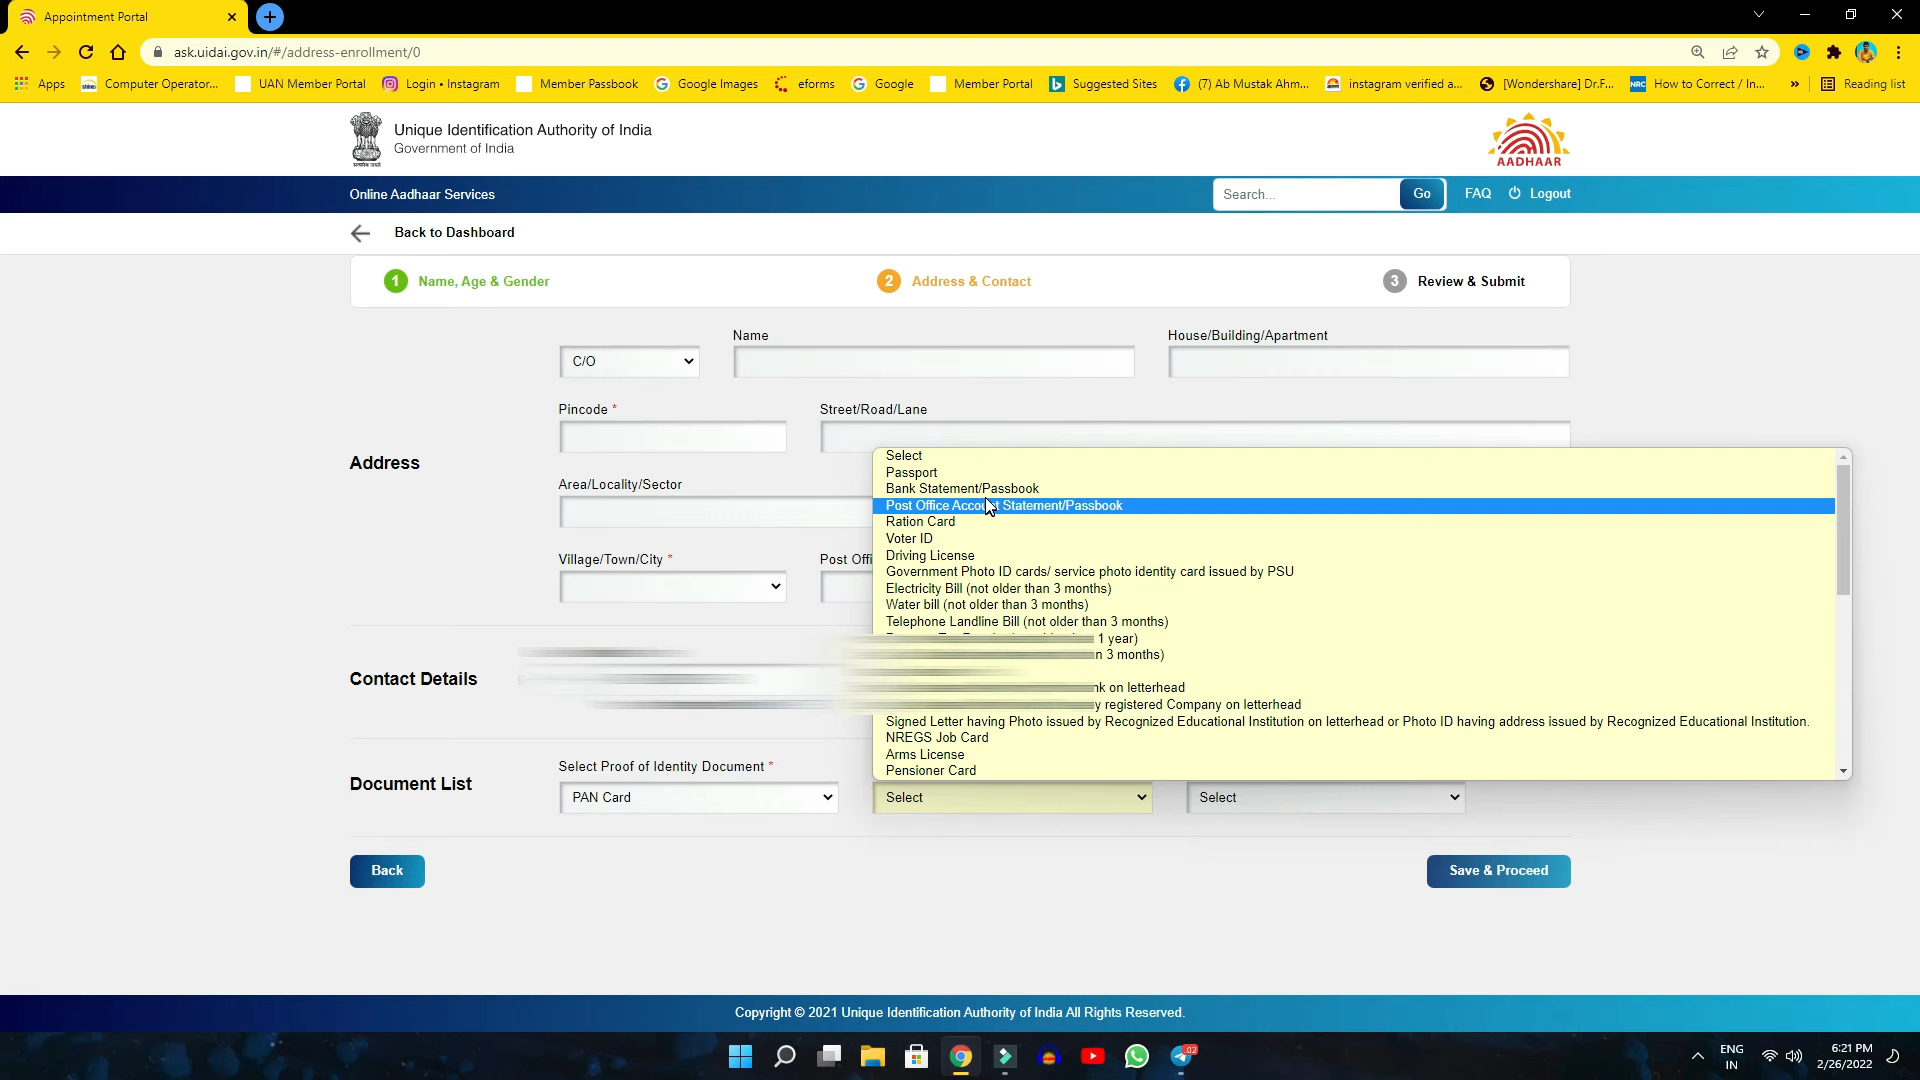 Appointment Portal
ask.uidai.gov.in/#/address-enrollment/0
Apps
Computer Operator...
UAN Member Portal
Login • Instagram
Member Passbook
Google Images
eforms
Google
Member Portal
Suggested Sites
(7) Ab Mustak Ahm...
instagram verified a...
[Wondershare] Dr.F...
NRC
How to Correct / In...
»
Reading list
Unique Identification Authority of India
Government of India
AADHAAR
Online Aadhaar Services
Search...
Go
FAQ
Logout
Back to Dashboard
1 Name, Age & Gender
2 Address & Contact
3 Review & Submit
Name
House/Building/Apartment
C/O
Pincode *
Street/Road/Lane
Address
Area/Locality/Sector
Village/Town/City *
Post Offi
Select
Passport
Bank Statement/Passbook
Post Office Account Statement/Passbook
Ration Card
Voter ID
Driving License
Government Photo ID cards/ service photo identity card issued by PSU
Electricity Bill (not older than 3 months)
Water bill (not older than 3 months)
Telephone Landline Bill (not older than 3 months)
1 year)
n 3 months)
nk on letterhead
y registered Company on letterhead
Signed Letter having Photo issued by Recognized Educational Institution on letterhead or Photo ID having address issued by Recognized Educational Institution.
NREGS Job Card
Arms License
Pensioner Card
Contact Details
Document List
Select Proof of Identity Document *
PAN Card
Select
Select
Back
Save & Proceed
Copyright © 2021 Unique Identification Authority of India All Rights Reserved.
ENG
IN
6:21 PM
2/26/2022